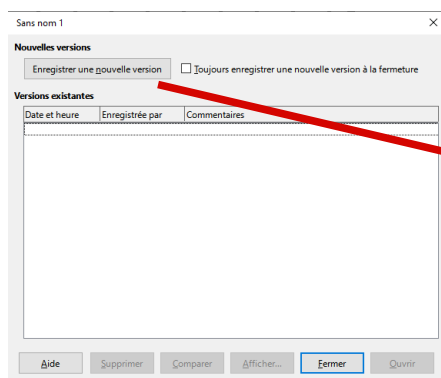 Sans nom 1
Nouvelles versions
Enregistrer une nouvelle version Toujours enregistrer une nouvelle version à la fermeture
Versions existantes
Date et heure Enregistrée par Commentaires
Aide Supprimer Comparer Afficher... Fermer Ouvrir